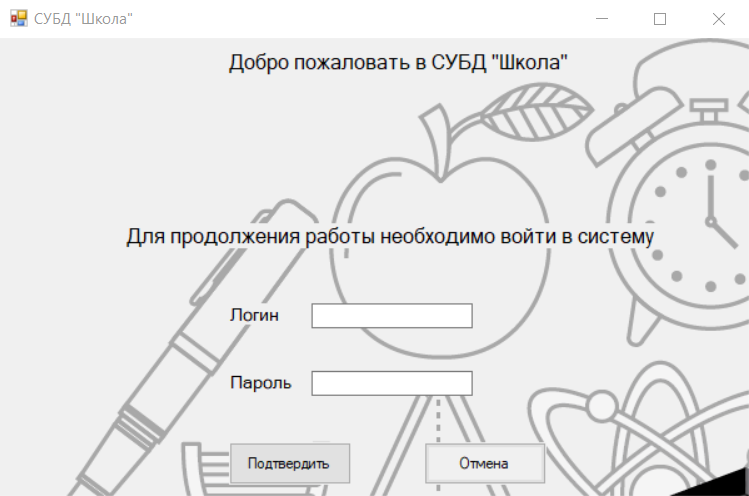 СУБД "Школа"
Добро пожаловать в СУБД "Школа"
Для продолжения работы необходимо войти в систему
Логин
Пароль
Подтвердить Отмена